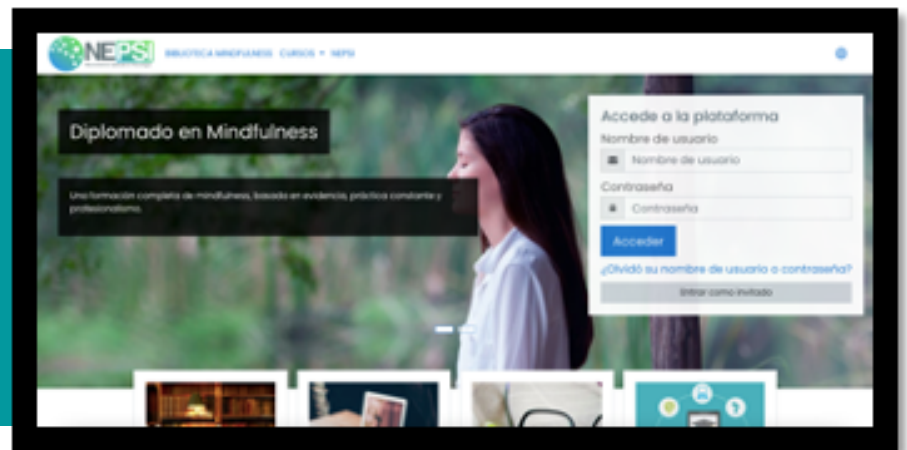 NEPSI
BIBLIOTECA MINDFULNESS CURSOS NEPSI
Diplomado en Mindfulness
Una formación completa de mindfulness, basada en evidencia, práctica constante y
profesionalismo.
Accede a la plataforma
Nombre de usuario
Nombre de usuario
Contraseña
Contraseña
Acceder
¿Olvidó su nombre de usuario o contraseña?
Entrar como invitado